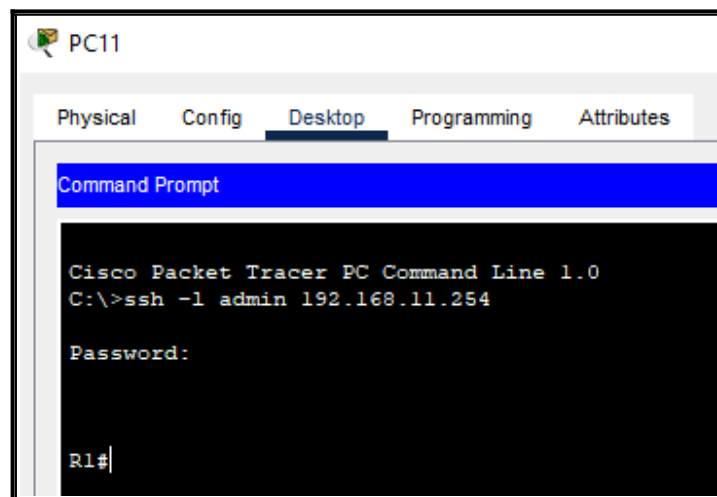 PC11
Physical Config Desktop Programming Attributes
Command Prompt
Cisco Packet Tracer PC Command Line 1.0
C:\>ssh -l admin 192.168.11.254
Password:
R1#